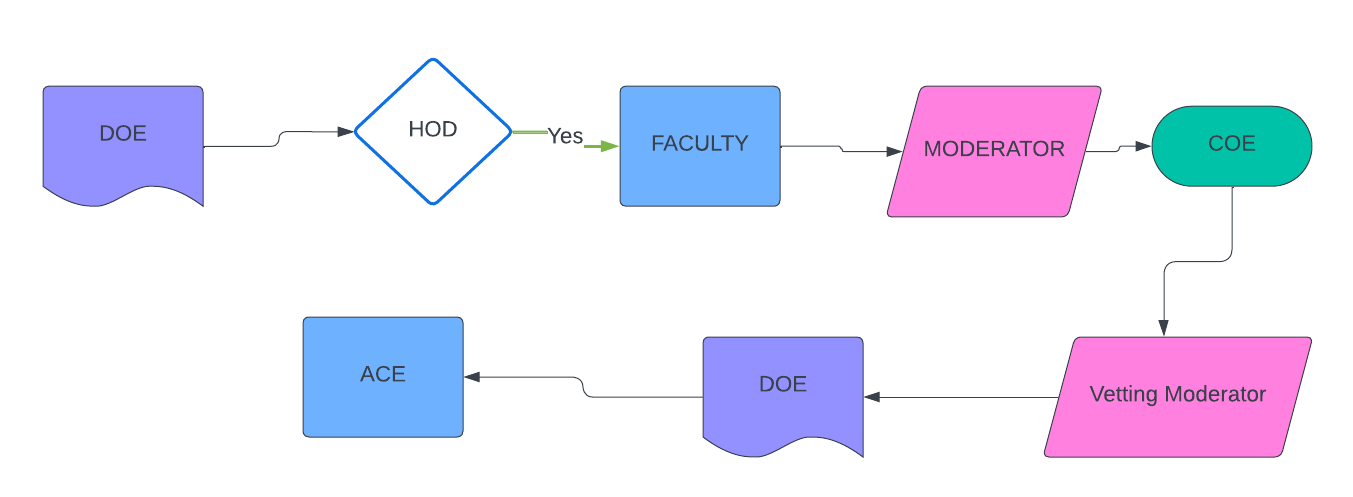 DOE
HOD
Yes
FACULTY
MODERATOR
COE
ACE
DOE
Vetting Moderator